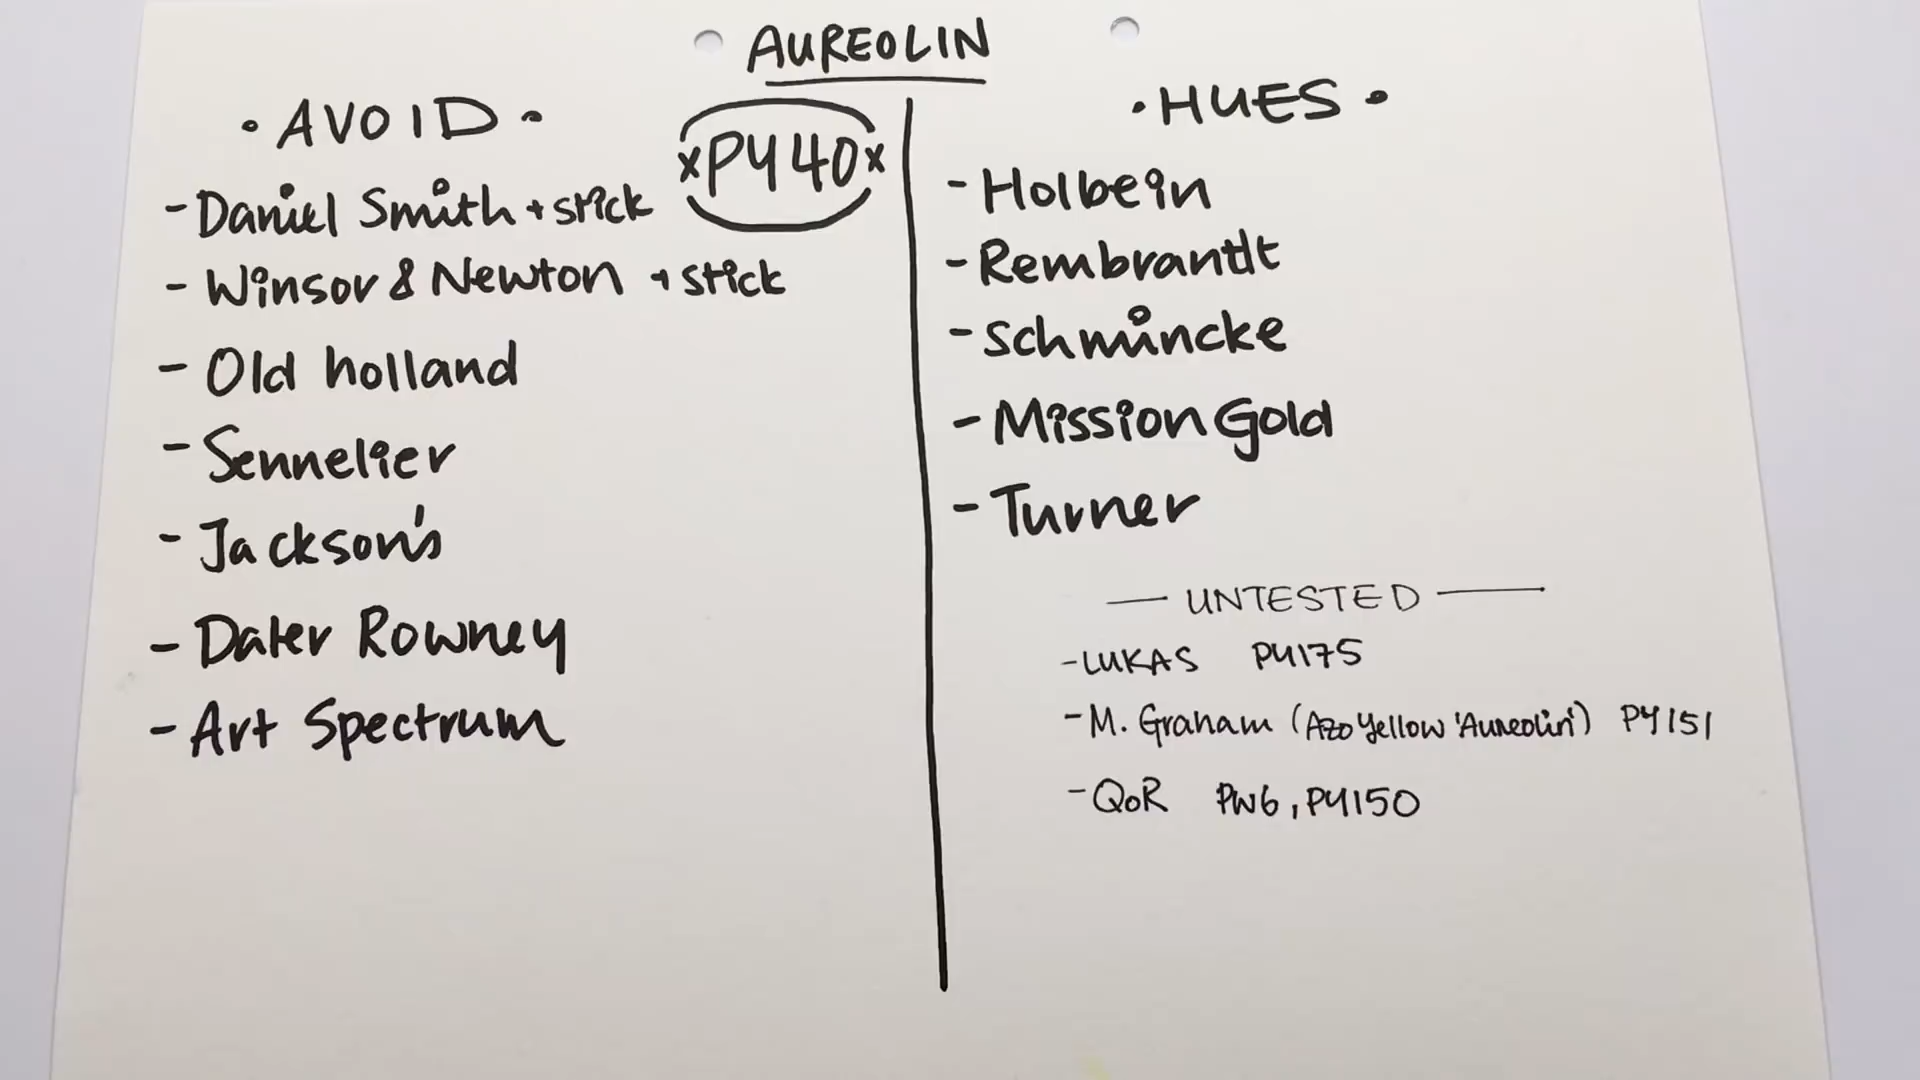 AUREOLIN
• AVOID •
xPY40x
- Daniel Smith + stick
- Winsor & Newton + stick
- Old holland
- Sennelier
- Jackson's
- Daler Rowney
- Art Spectrum
• HUES •
- Holbein
- Rembrandt
- Schmincke
- Mission Gold
- Turner
— UNTESTED —
- LUKAS PY175
- M. Graham (Azo Yellow 'Aureolin') PY151
- QoR PW6, PY150